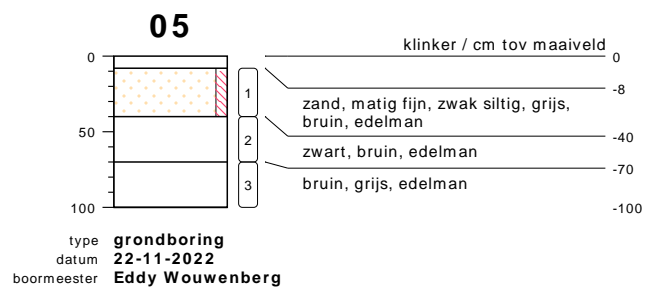 05
klinker / cm tov maaiveld
0
0
-8
1
zand, matig fijn, zwak siltig, grijs,
bruin, edelman
50
-40
2
zwart, bruin, edelman
-70
3
bruin, grijs, edelman
100
-100
type grondboring
datum 22-11-2022
boormeester Eddy Wouwenberg